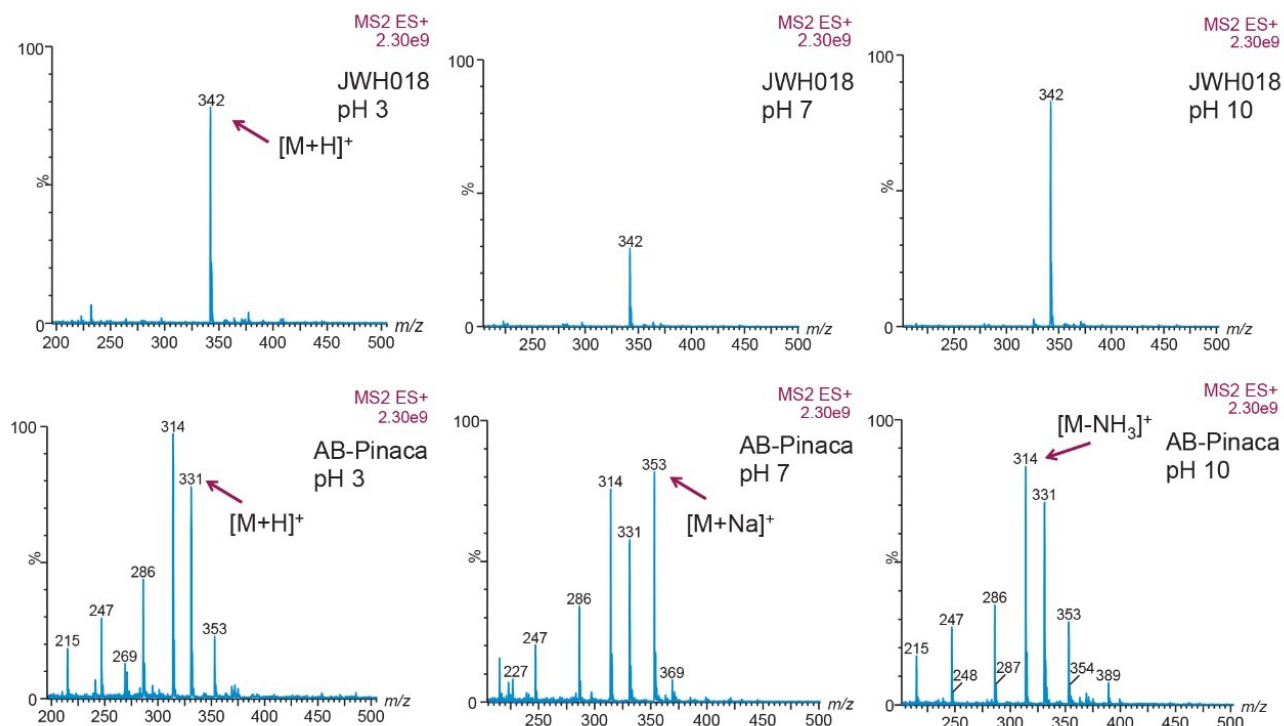 MS2 ES+
2.30e9
100
JWH018
pH 3
342
[M+H]⁺
%
0
200 250 300 350 400 450 500 m/z
MS2 ES+
2.30e9
100
JWH018
pH 7
%
342
0
250 300 350 400 450 500 m/z
MS2 ES+
2.30e9
100
JWH018
pH 10
342
%
0
250 300 350 400 450 500 m/z
MS2 ES+
2.30e9
100
314
AB-Pinaca
pH 3
331
[M+H]⁺
%
286
247
215
269
353
0
200 250 300 350 400 450 500 m/z
MS2 ES+
2.30e9
100
AB-Pinaca
pH 7
353
314
[M+Na]⁺
331
%
286
247
227
369
0
250 300 350 400 450 500 m/z
MS2 ES+
2.30e9
100
[M-NH₃]⁺
AB-Pinaca
pH 10
314
331
%
286
247
353
215
248
287
354
389
0
250 300 350 400 450 500 m/z